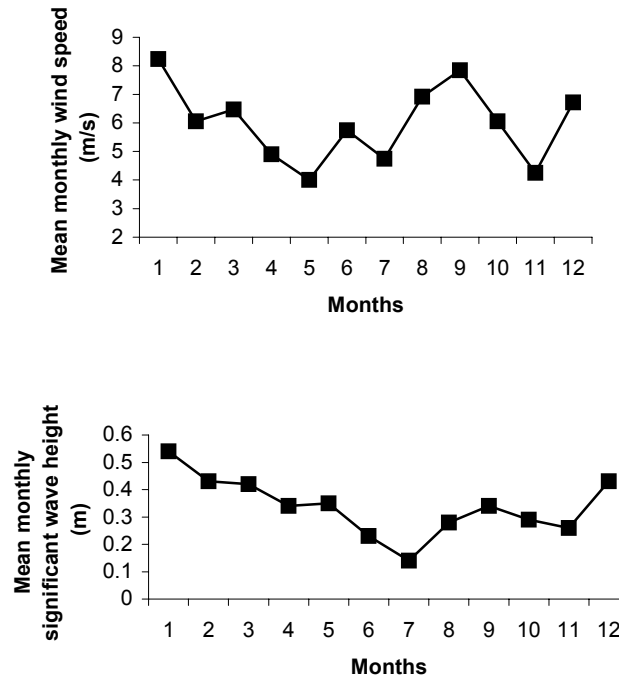 Mean monthly wind speed
(m/s)
9
8
7
6
5
4
3
2
1 2 3 4 5 6 7 8 9 10 11 12
Months
Mean monthly
significant wave height
(m)
0.6
0.5
0.4
0.3
0.2
0.1
0
1 2 3 4 5 6 7 8 9 10 11 12
Months